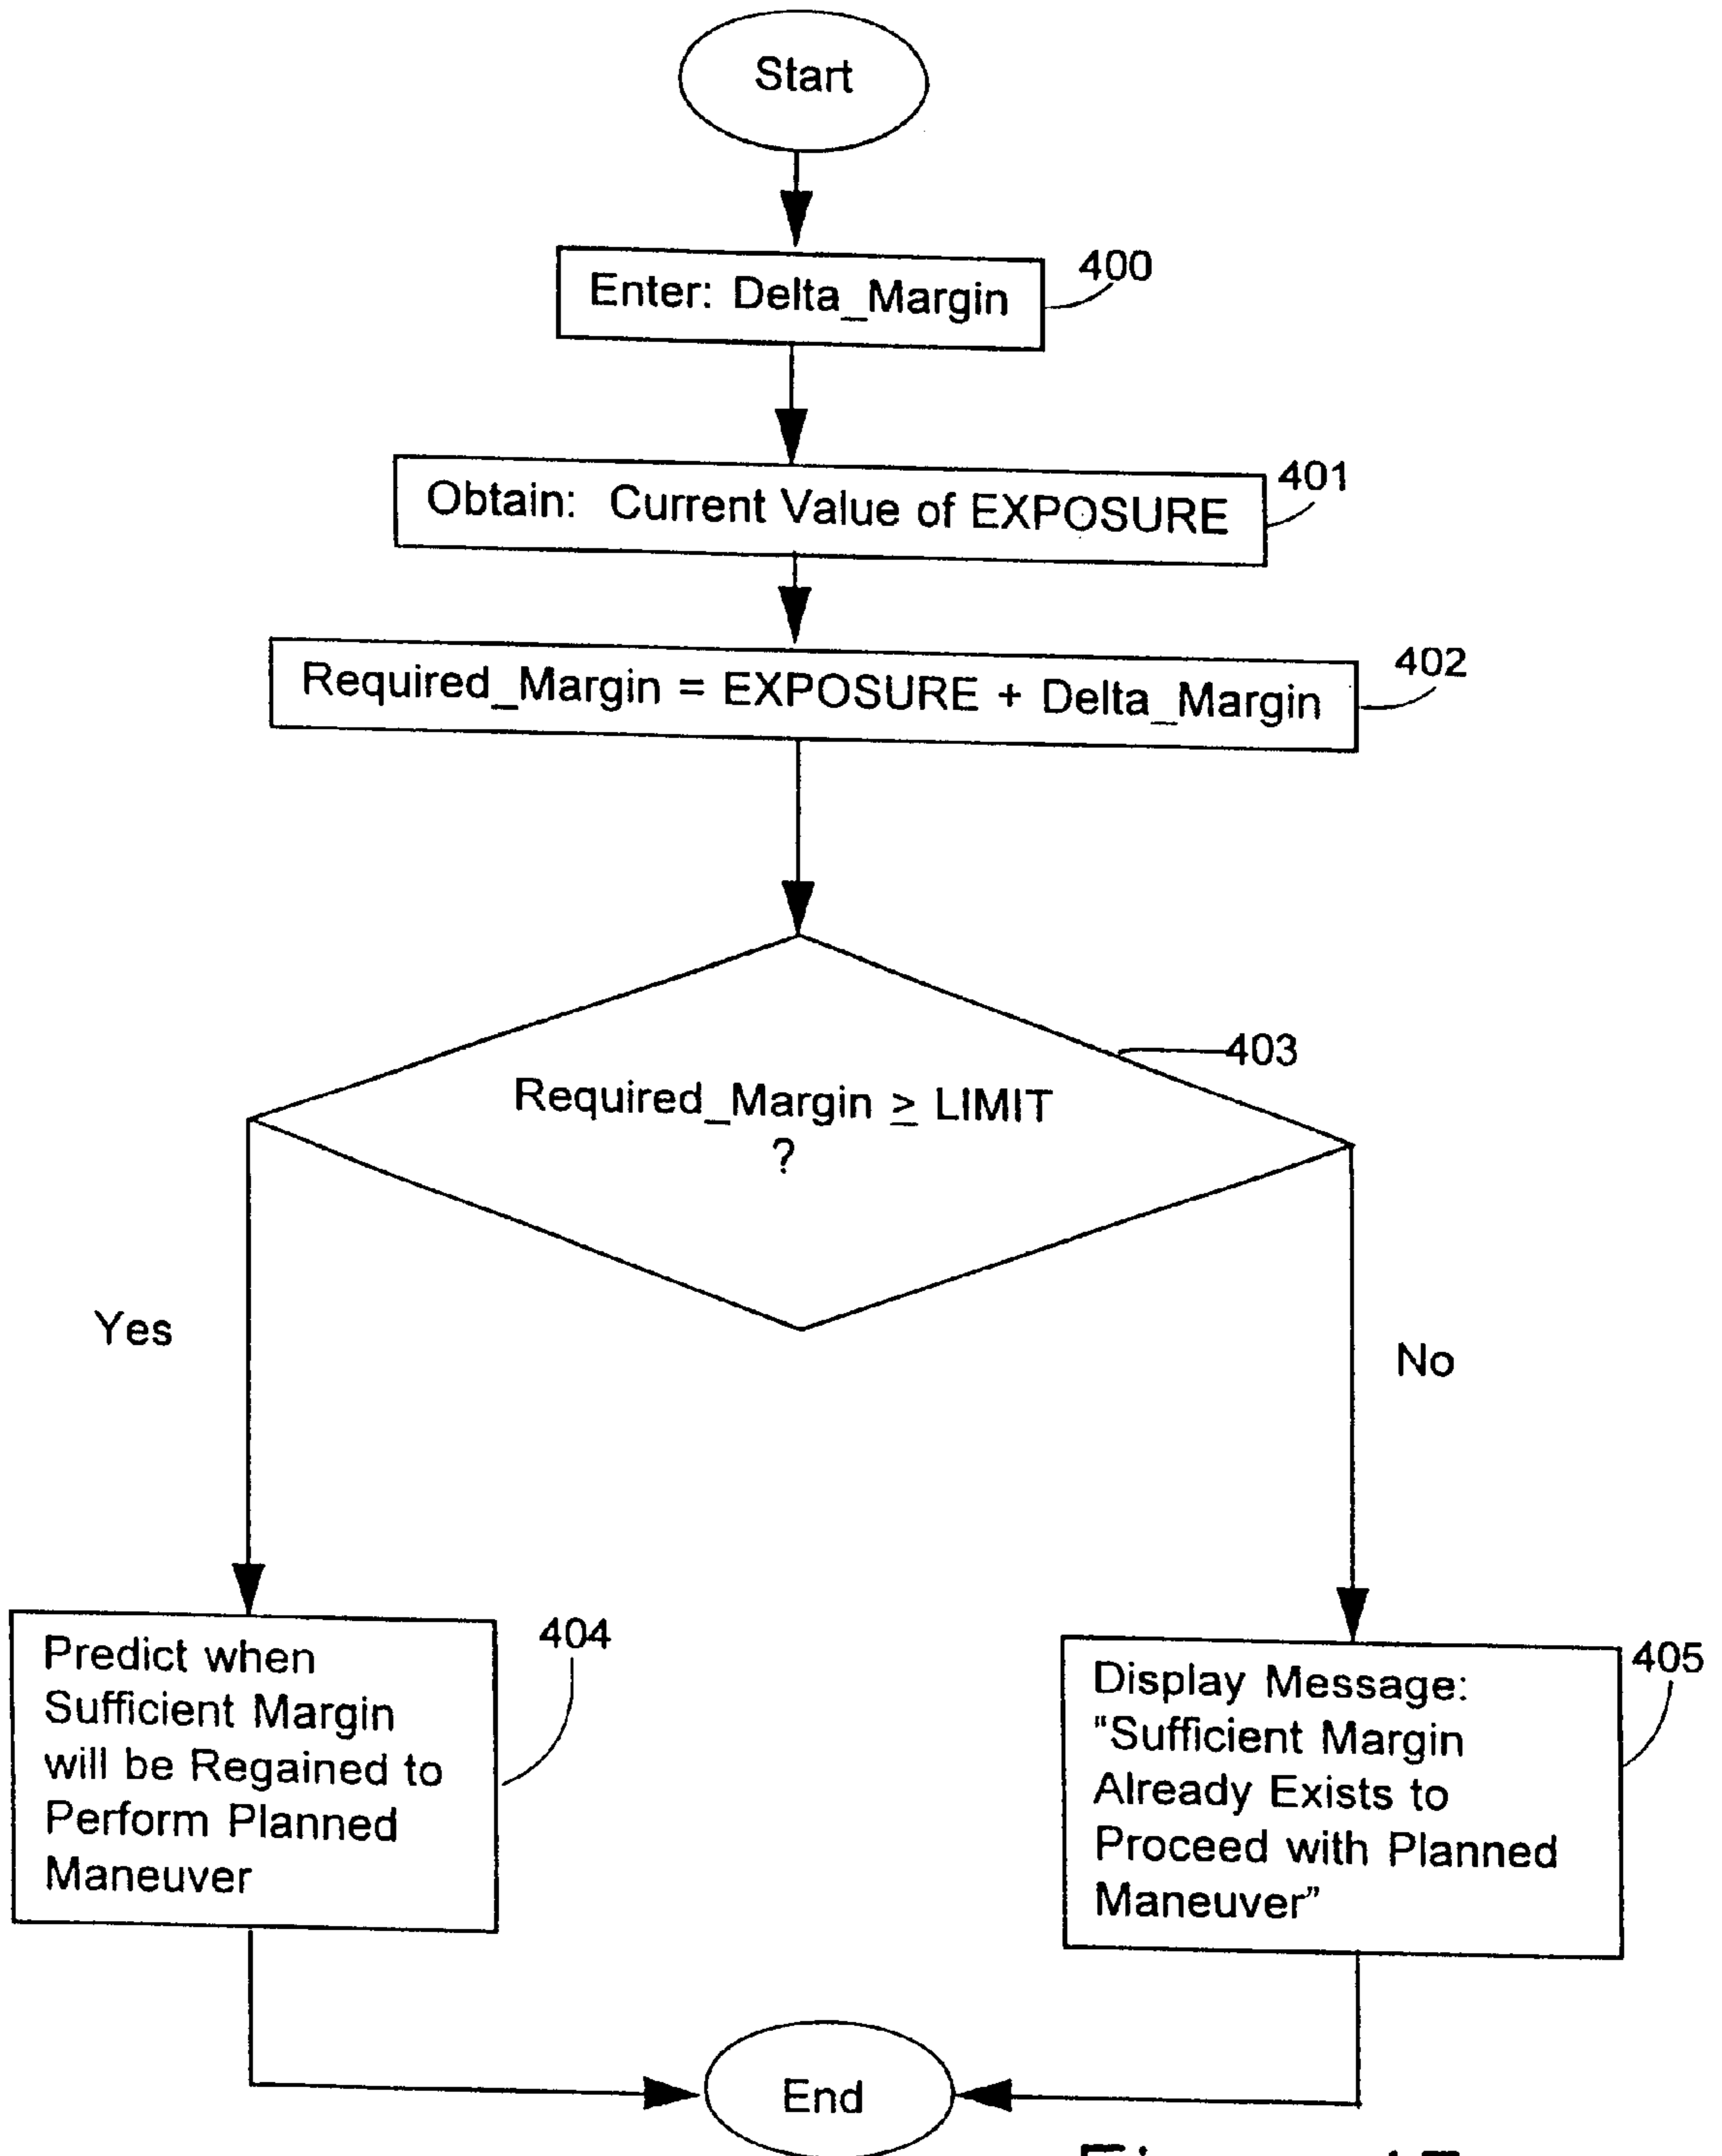 Start
Enter: Delta_Margin
400
Obtain: Current Value of EXPOSURE
401
Required_Margin = EXPOSURE + Delta_Margin
402
403
Required_Margin ≥ LIMIT
?
Yes
No
Predict when
Sufficient Margin
will be Regained to
Perform Planned
Maneuver
404
Display Message:
“Sufficient Margin
Already Exists to
Proceed with Planned
Maneuver”
405
End